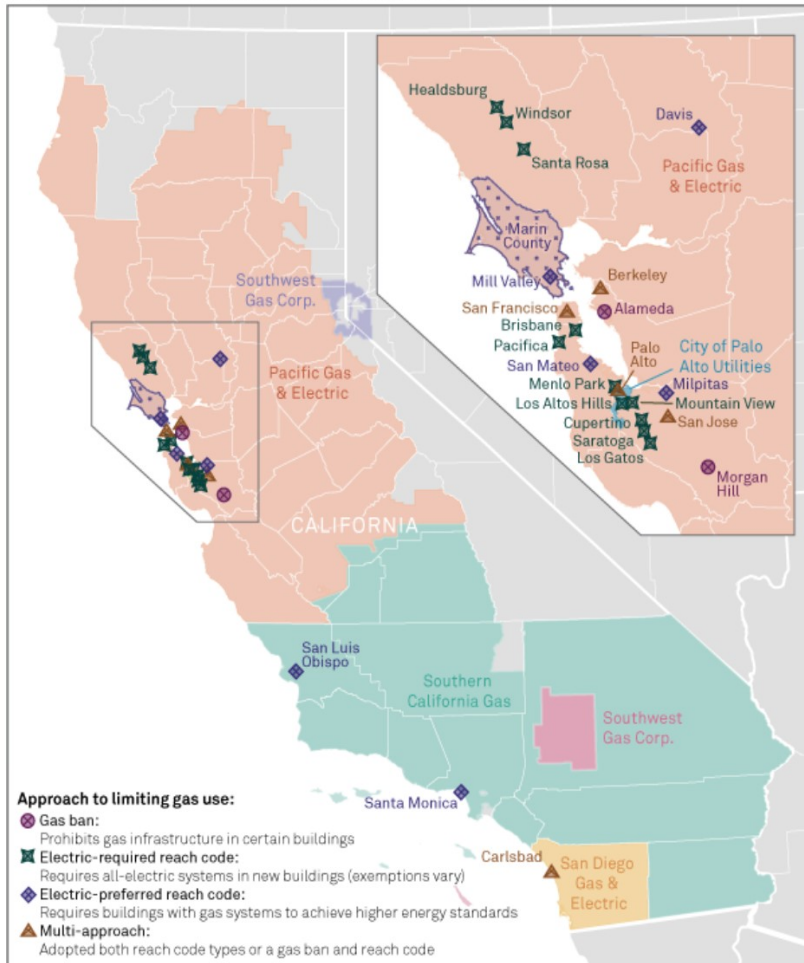 Healdsburg
Windsor
Davis
Santa Rosa
Pacific Gas
& Electric
Marin
County
Mill Valley
Berkeley
San Francisco
Alameda
Brisbane
Pacifica
Palo
Alto
City of Palo
Alto Utilities
San Mateo
Menlo Park
Milpitas
Los Altos Hills
Mountain View
Cupertino
San Jose
Saratoga
Los Gatos
Morgan
Hill
Southwest
Gas Corp.
Pacific Gas
& Electric
CALIFORNIA
San Luis
Obispo
Southern
California Gas
Southwest
Gas Corp.
Santa Monica
Carlsbad
San Diego
Gas &
Electric
Approach to limiting gas use:
Gas ban:
Prohibits gas infrastructure in certain buildings
Electric-required reach code:
Requires all-electric systems in new buildings (exemptions vary)
Electric-preferred reach code:
Requires buildings with gas systems to achieve higher energy standards
Multi-approach:
Adopted both reach code types or a gas ban and reach code